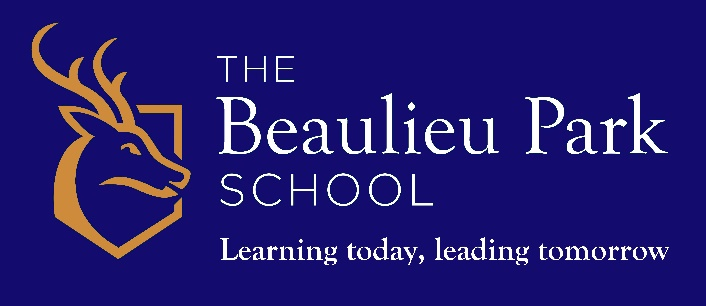 THE
Beaulieu Park
SCHOOL
Learning today, leading tomorrow